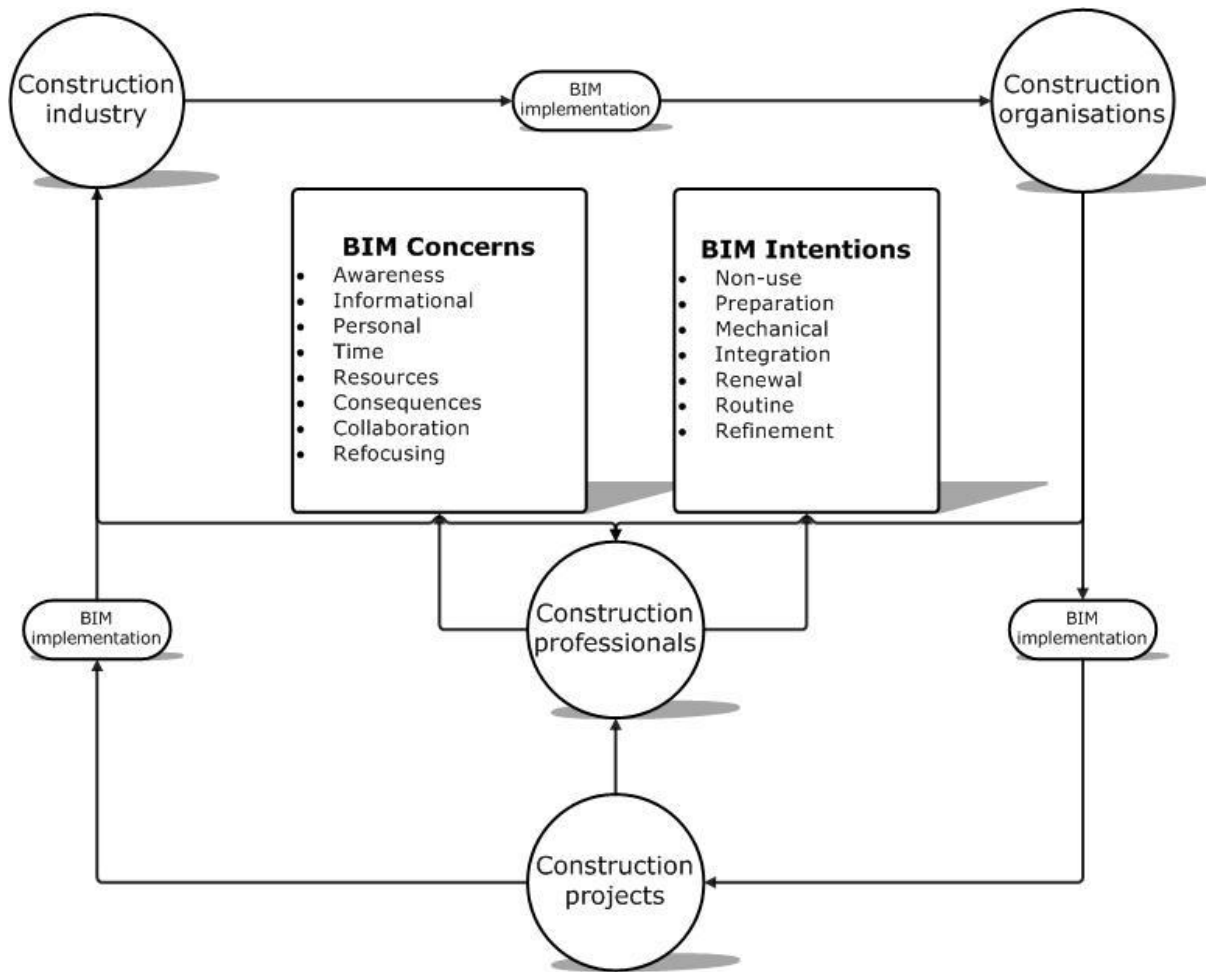 Construction
industry
BIM
implementation
Construction
organisations
BIM Concerns
• Awareness
• Informational
• Personal
• Time
• Resources
• Consequences
• Collaboration
• Refocusing
BIM Intentions
• Non-use
• Preparation
• Mechanical
• Integration
• Renewal
• Routine
• Refinement
BIM
implementation
Construction
professionals
BIM
implementation
Construction
projects